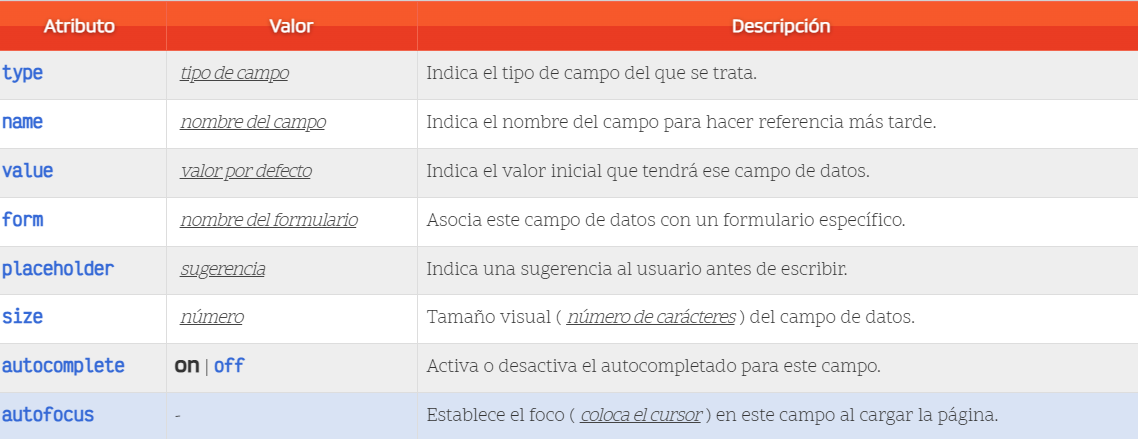 Atributo Valor Descripción
type tipo de campo Indica el tipo de campo del que se trata.
name nombre del campo Indica el nombre del campo para hacer referencia más tarde.
value valor por defecto Indica el valor inicial que tendrá ese campo de datos.
form nombre del formulario Asocia este campo de datos con un formulario específico.
placeholder sugerencia Indica una sugerencia al usuario antes de escribir.
size número Tamaño visual ( número de carácteres ) del campo de datos.
autocomplete on | off Activa o desactiva el autocompletado para este campo.
autofocus - Establece el foco ( coloca el cursor ) en este campo al cargar la página.